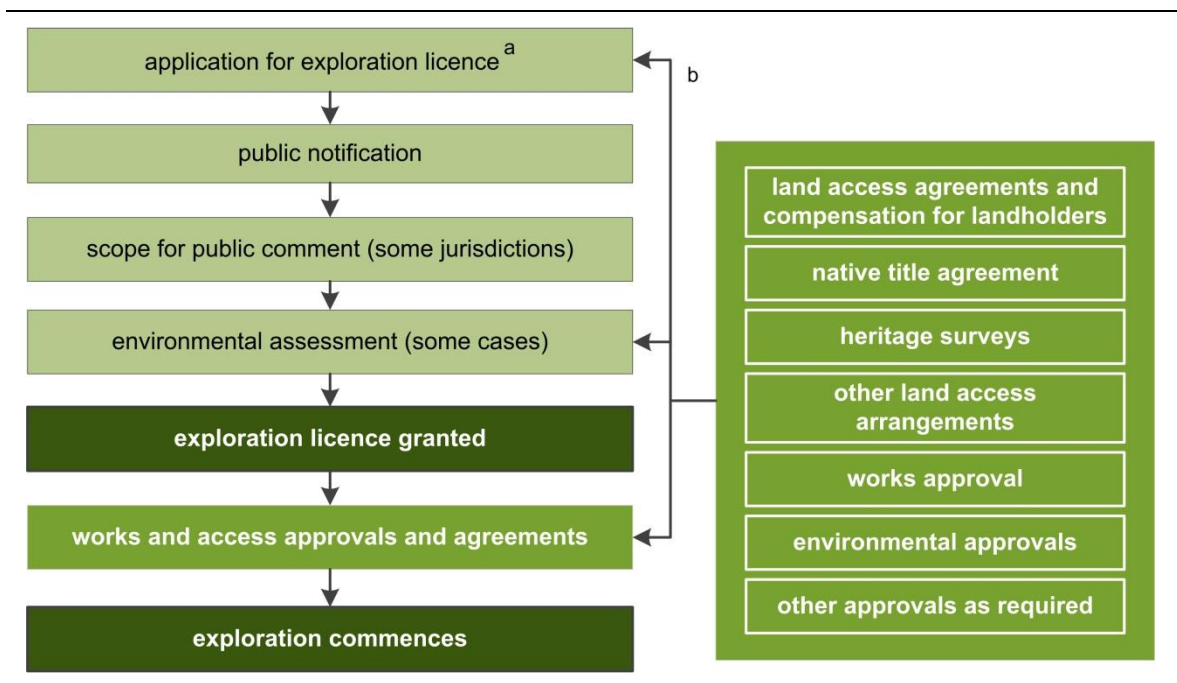 application for exploration licence a
b
public notification
scope for public comment (some jurisdictions)
environmental assessment (some cases)
exploration licence granted
works and access approvals and agreements
exploration commences
land access agreements and
compensation for landholders
native title agreement
heritage surveys
other land access
arrangements
works approval
environmental approvals
other approvals as required